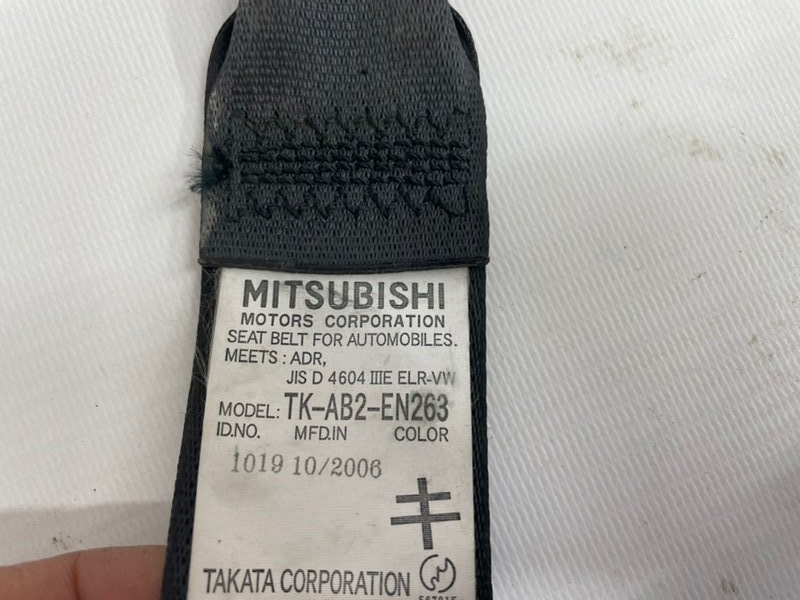 MITSUBISHI
MOTORS CORPORATION
SEAT BELT FOR AUTOMOBILES.
MEETS : ADR,
JIS D 4604 IIIE ELR-VW
MODEL: TK-AB2-EN263
ID.NO. MFD.IN COLOR
1019 10/2006
TAKATA CORPORATION